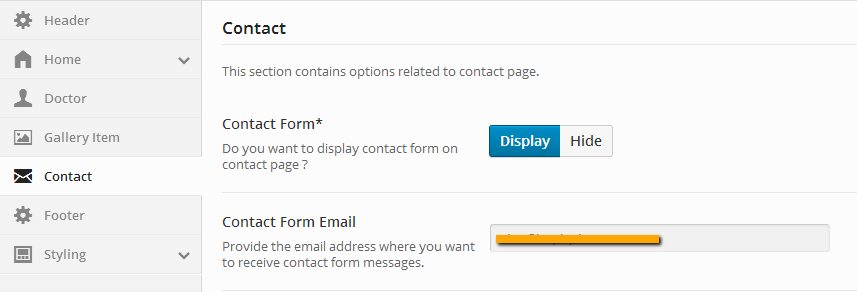 Header
Home
Doctor
Gallery Item
Contact
Footer
Styling
Contact
This section contains options related to contact page.
Contact Form*
Do you want to display contact form on
contact page ?
Display Hide
Contact Form Email
Provide the email address where you want
to receive contact form messages.